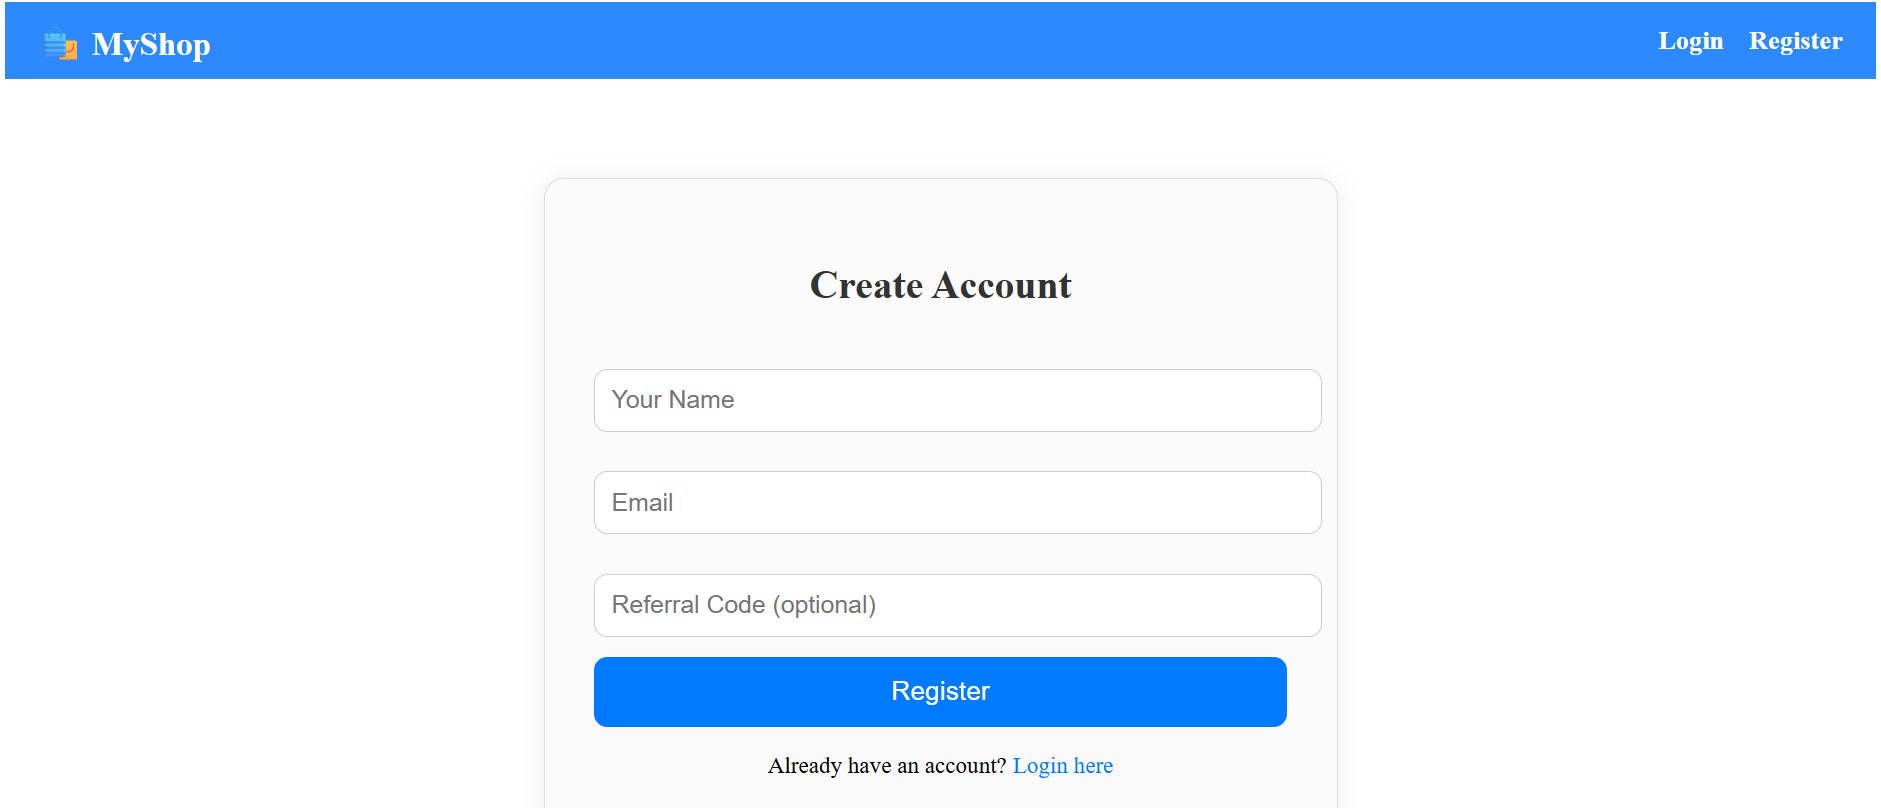 MyShop
Login Register
Create Account
Your Name
Email
Referral Code (optional)
Register
Already have an account? Login here